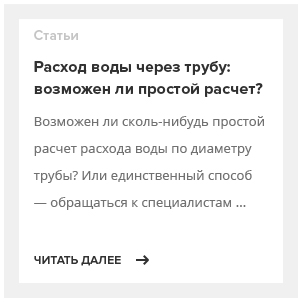 Статьи
Расход воды через трубу:
возможен ли простой расчет?
Возможен ли сколь-нибудь простой
расчет расхода воды по диаметру
трубы? Или единственный способ
— обращаться к специалистам ...
ЧИТАТЬ ДАЛЕЕ →